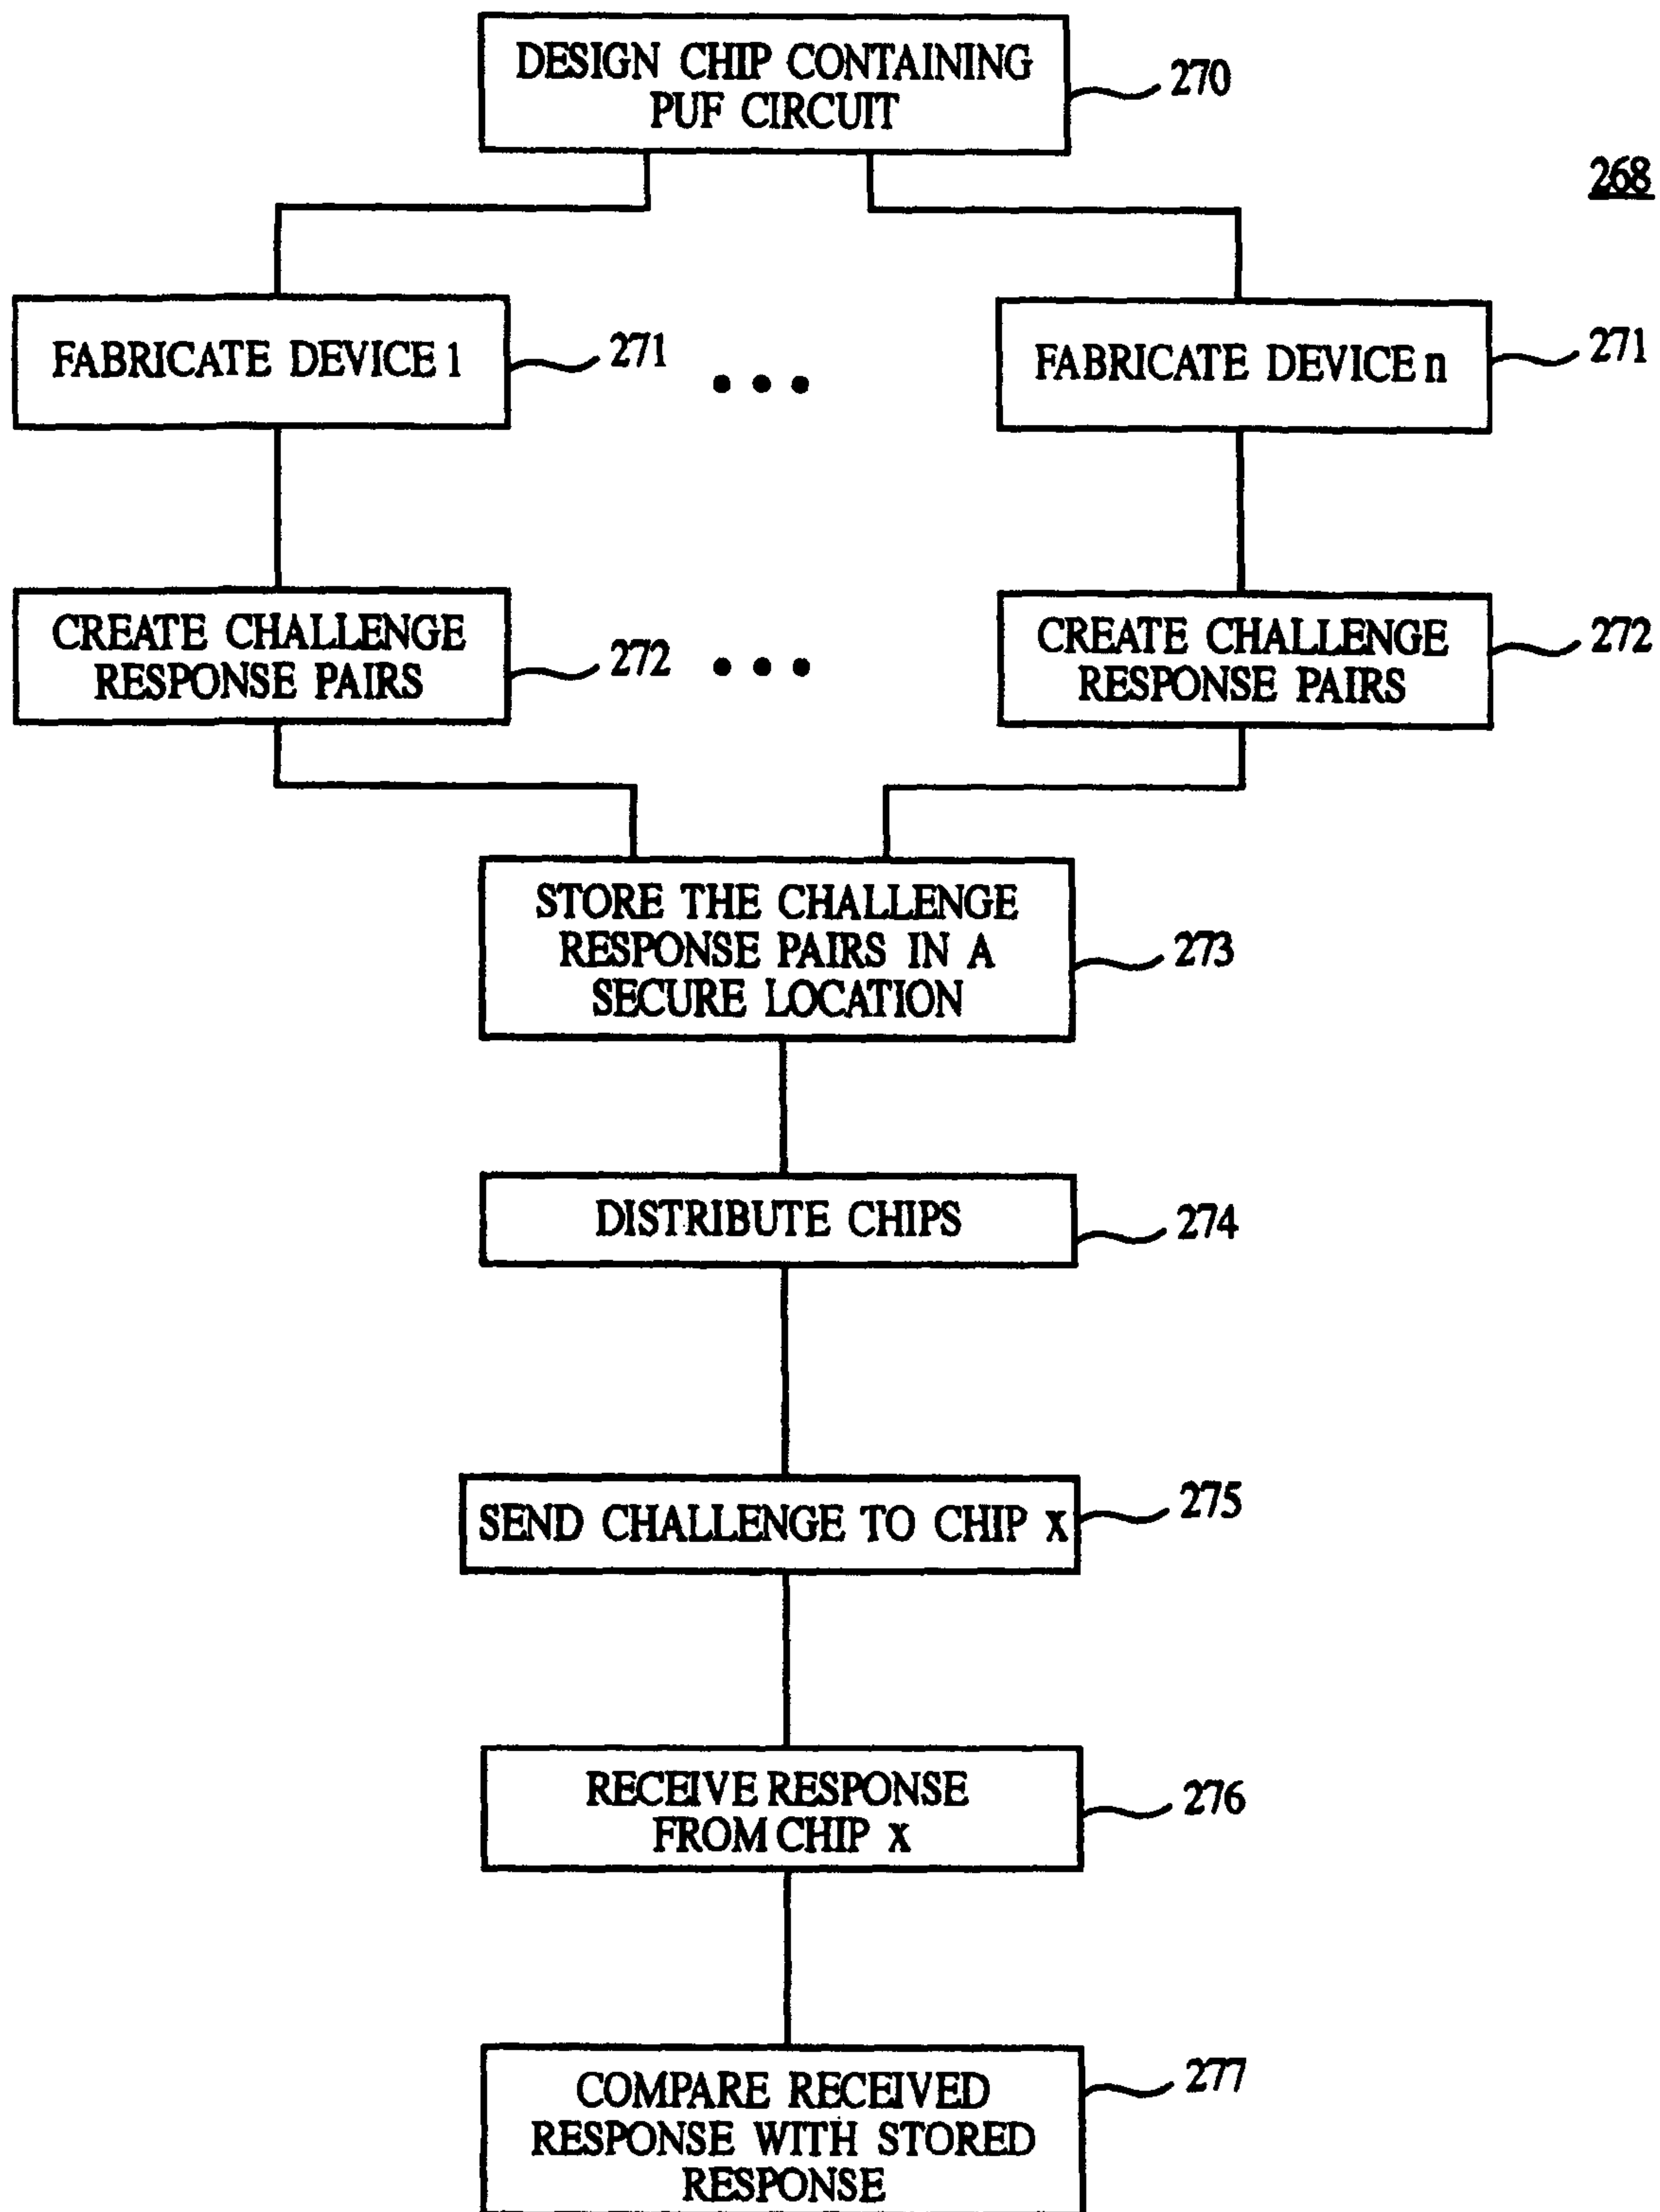 DESIGN CHIP CONTAINING
PUF CIRCUIT
270
268
FABRICATE DEVICE 1
271
FABRICATE DEVICE n
271
CREATE CHALLENGE
RESPONSE PAIRS
272
CREATE CHALLENGE
RESPONSE PAIRS
272
STORE THE CHALLENGE
RESPONSE PAIRS IN A
SECURE LOCATION
273
DISTRIBUTE CHIPS
274
SEND CHALLENGE TO CHIP X
275
RECEIVE RESPONSE
FROM CHIP X
276
COMPARE RECEIVED
RESPONSE WITH STORED
RESPONSE
277